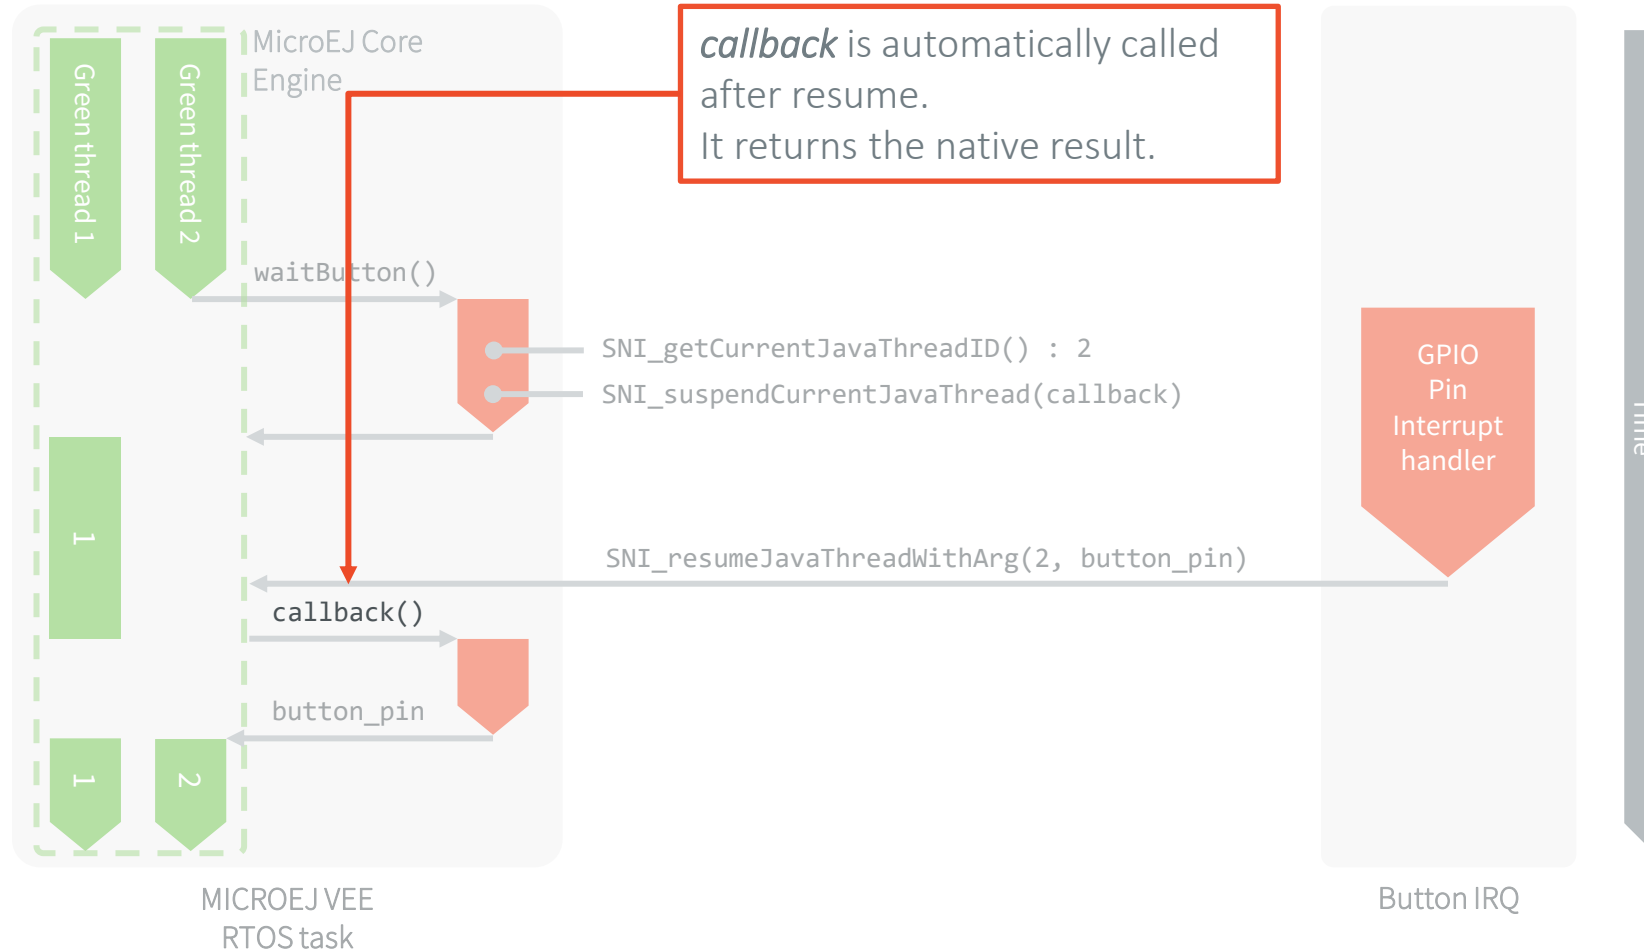 MicroEJ Core
Engine
callback is automatically called
after resume.
It returns the native result.
Green thread 1
Green thread 2
waitButton()
SNI_getCurrentJavaThreadID() : 2
SNI_suspendCurrentJavaThread(callback)
GPIO
Pin
Interrupt
handler
Time
1
SNI_resumeJavaThreadWithArg(2, button_pin)
callback()
button_pin
1
2
MICROEJ VEE
RTOS task
Button IRQ